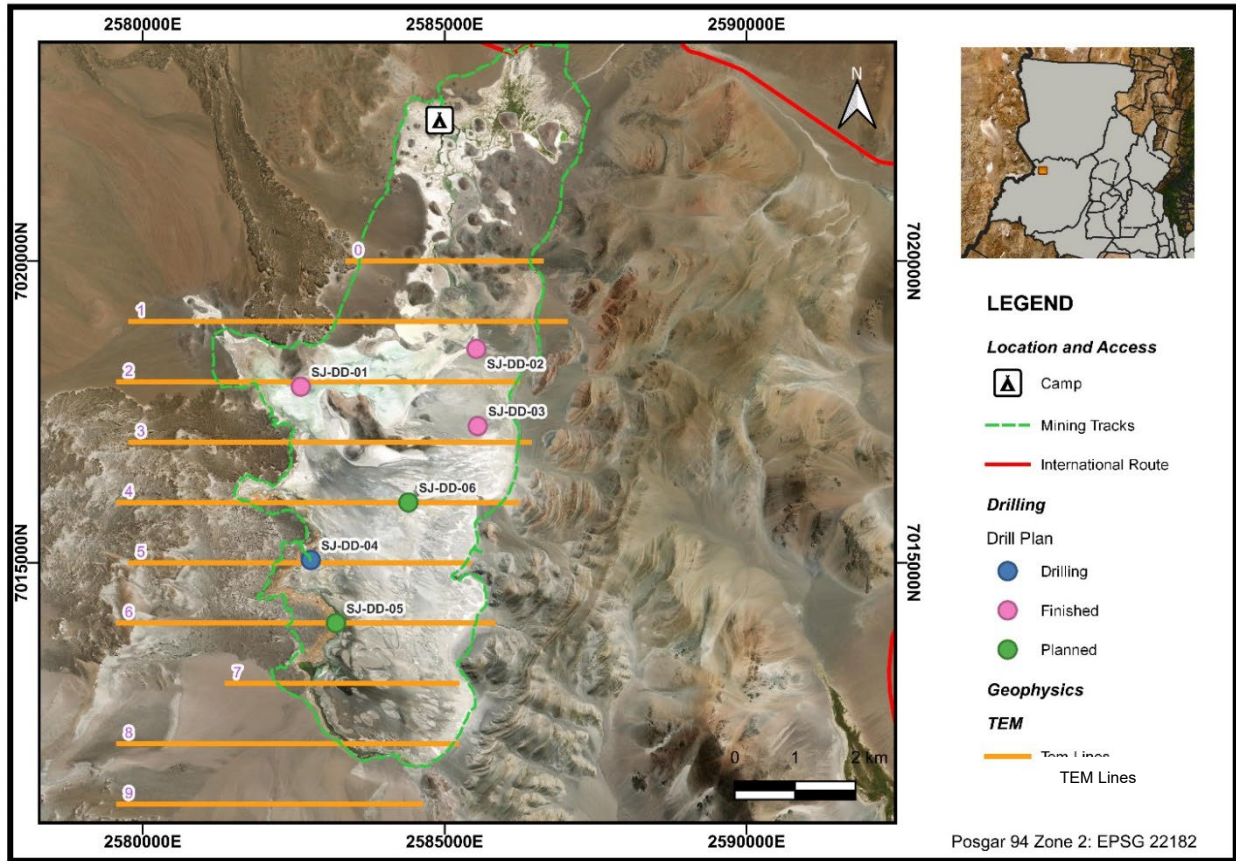 2580000E 2585000E 2590000E
N
7020000N 7020000N
0
1
SJ-DD-02
2 SJ-DD-01
SJ-DD-03
3
SJ-DD-06
4
SJ-DD-04
7015000N 7015000N
5
SJ-DD-05
6
7
8
0 1 2 km
9
2580000E 2585000E 2590000E
LEGEND
Location and Access
Camp
Mining Tracks
International Route
Drilling
Drill Plan
Drilling
Finished
Planned
Geophysics
TEM
Tem Lines
TEM Lines
Posgar 94 Zone 2: EPSG 22182